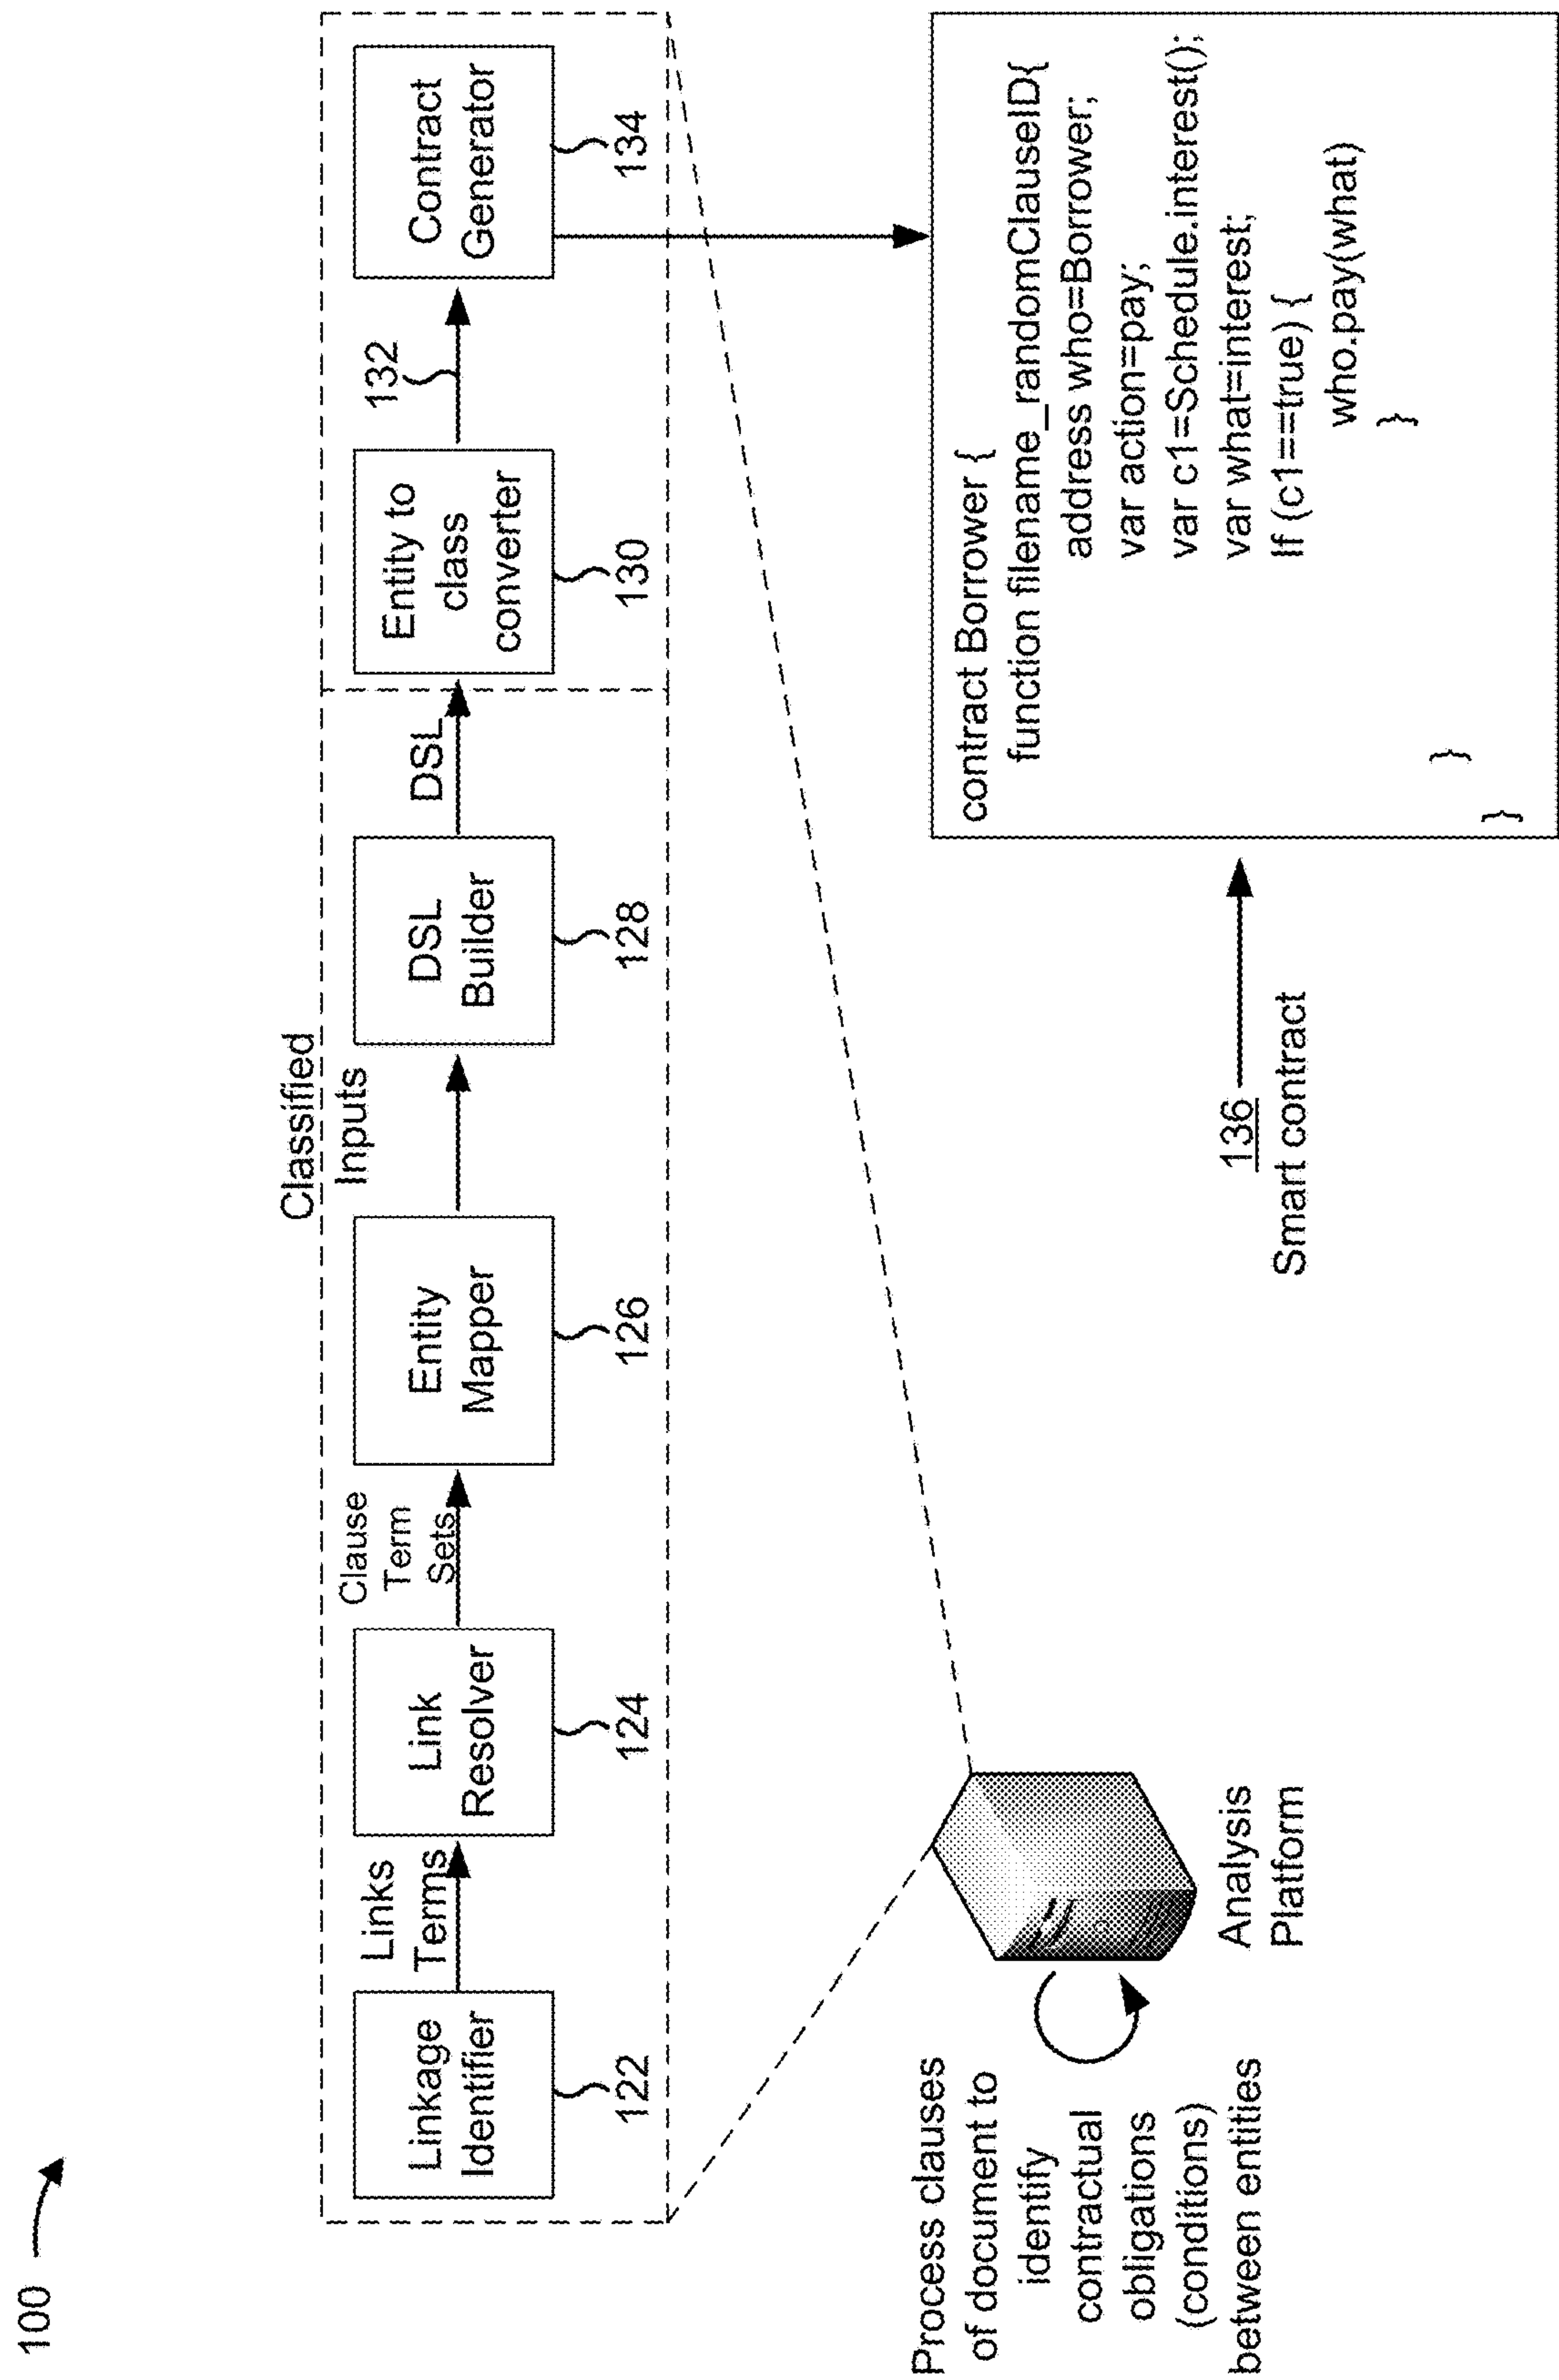 100
Linkage
Identifier
122
Links
Terms
Link
Resolver
124
Clause
Term
Sets
Entity
Mapper
126
Classified
Inputs
DSL
Builder
128
DSL
Entity to
class
converter
130
132
Contract
Generator
134
Process clauses
of document to
identify
contractual
obligations
(conditions)
between entities
Analysis
Platform
136
Smart contract
contract Borrower {
function filename_randomClauseID{
address who=Borrower;
var action=pay;
var c1=Schedule.interest();
var what=interest;
If (c1==true) {
who.pay(what)
}
}
}